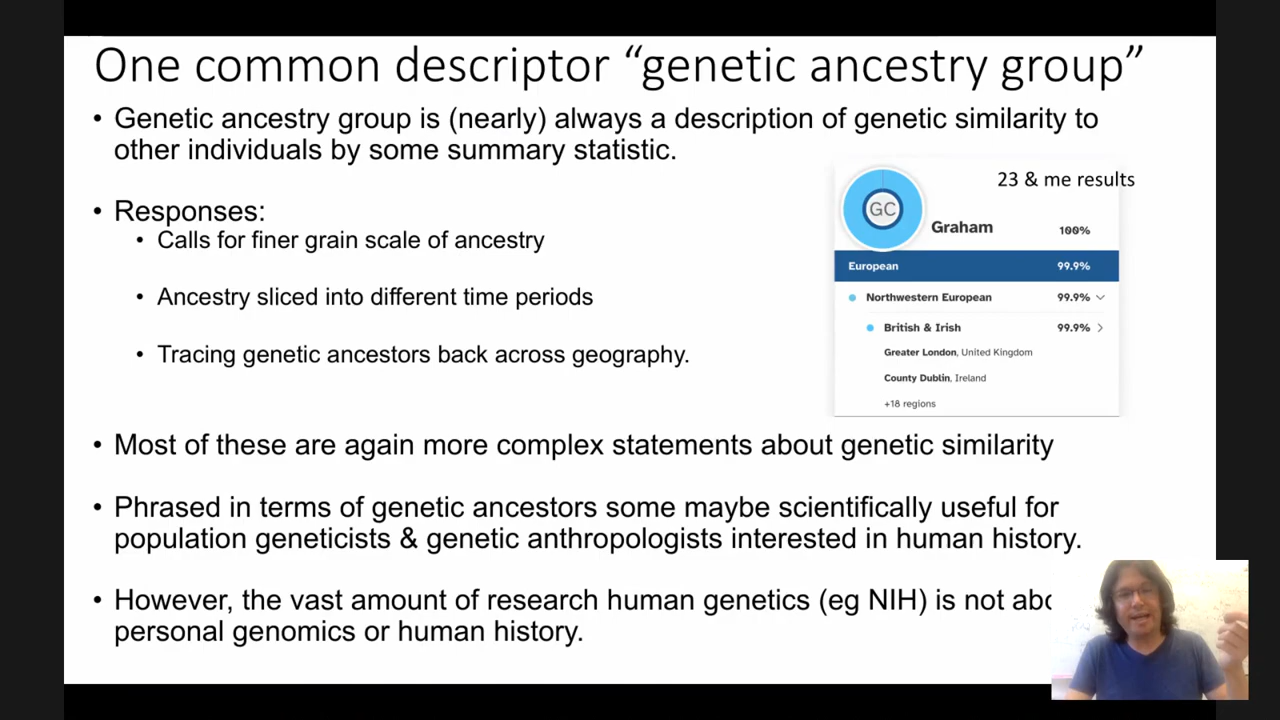 One common descriptor “genetic ancestry group”
• Genetic ancestry group is (nearly) always a description of genetic similarity to
other individuals by some summary statistic.
• Responses:
• Calls for finer grain scale of ancestry
• Ancestry sliced into different time periods
• Tracing genetic ancestors back across geography.
23 & me results
GC
Graham 100%
European 99.9%
Northwestern European 99.9%
British & Irish 99.9%
Greater London, United Kingdom
County Dublin, Ireland
+18 regions
• Most of these are again more complex statements about genetic similarity
• Phrased in terms of genetic ancestors some maybe scientifically useful for
population geneticists & genetic anthropologists interested in human history.
• However, the vast amount of research human genetics (eg NIH) is not
personal genomics or human history.